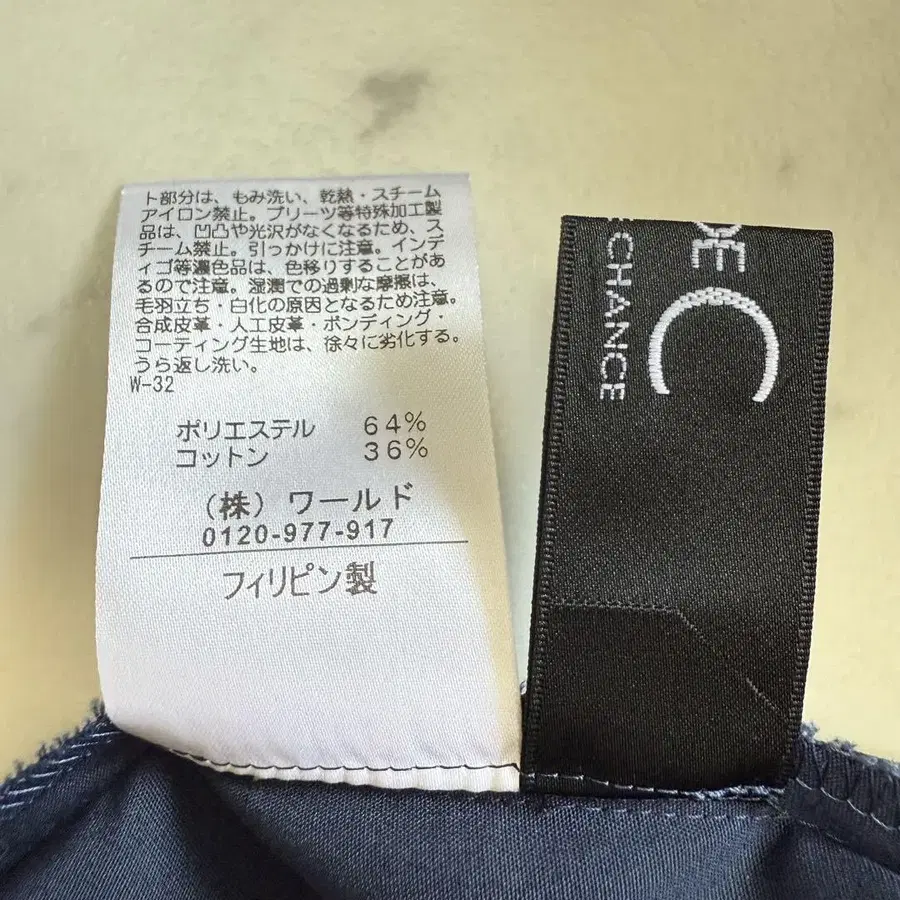 ト部分は、もみ洗い、乾熱・スチーム
アイロン禁止。プリーツ等特殊加工製
品は、凹凸や光沢がなくなるため、ス
チーム禁止。引っかけに注意。インデ
ィゴ等濃色品は、色移りすることがあ
るので注意。湿潤での過剰な摩擦は、
毛羽立ち・白化の原因となるため注意。
合成皮革・人工皮革・ボンディング・
コーティング生地は、徐々に劣化する。
うら返し洗い。
W-32
ポリエステル 64%
コットン 36%
(株)ワールド
0120-977-917
フィリピン製
DE C
E CHANCE